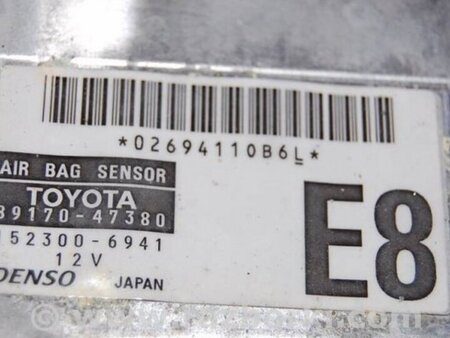 *02694110B6L*
AIR BAG SENSOR
TOYOTA
89170-47380
152300-6941
12V
DENSO JAPAN
E8